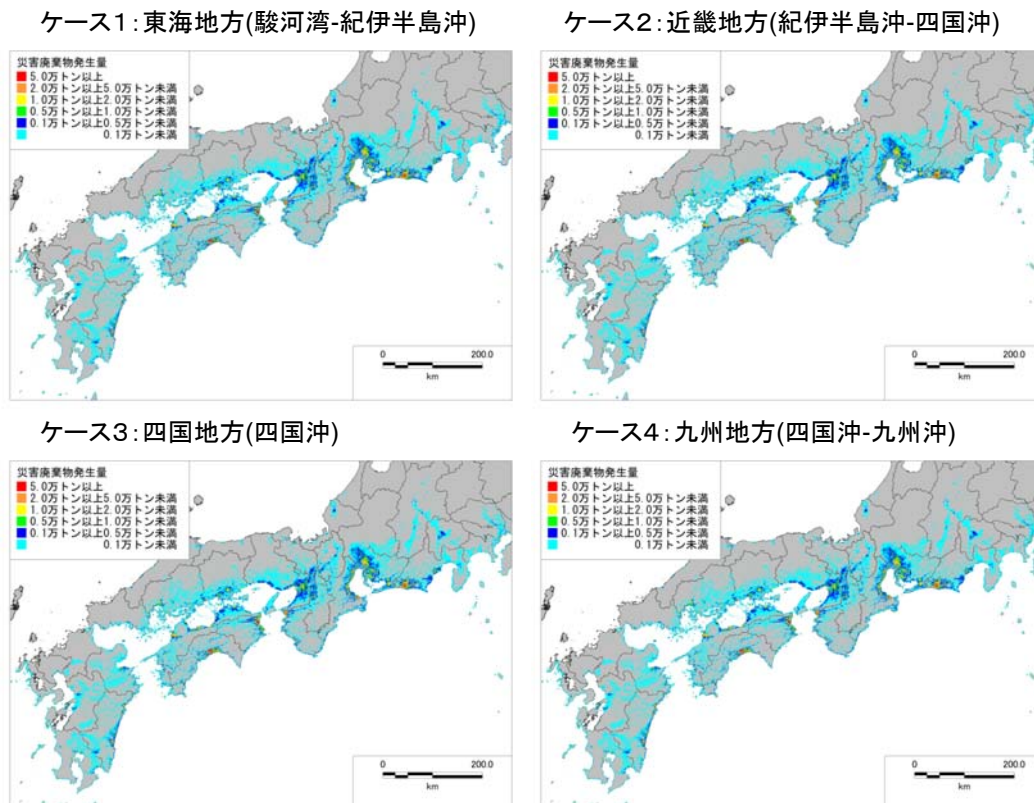 ケース1:東海地方(駿河湾-紀伊半島沖)
災害廃棄物発生量
5.0万トン以上
2.0万トン以上5.0万トン未満
1.0万トン以上2.0万トン未満
0.5万トン以上1.0万トン未満
0.1万トン以上0.5万トン未満
0.1万トン未満
0 200.0
km
ケース2:近畿地方(紀伊半島沖-四国沖)
災害廃棄物発生量
5.0万トン以上
2.0万トン以上5.0万トン未満
1.0万トン以上2.0万トン未満
0.5万トン以上1.0万トン未満
0.1万トン以上0.5万トン未満
0.1万トン未満
0 200.0
km
ケース3:四国地方(四国沖)
災害廃棄物発生量
5.0万トン以上
2.0万トン以上5.0万トン未満
1.0万トン以上2.0万トン未満
0.5万トン以上1.0万トン未満
0.1万トン以上0.5万トン未満
0.1万トン未満
0 200.0
km
ケース4:九州地方(四国沖-九州沖)
災害廃棄物発生量
5.0万トン以上
2.0万トン以上5.0万トン未満
1.0万トン以上2.0万トン未満
0.5万トン以上1.0万トン未満
0.1万トン以上0.5万トン未満
0.1万トン未満
0 200.0
km